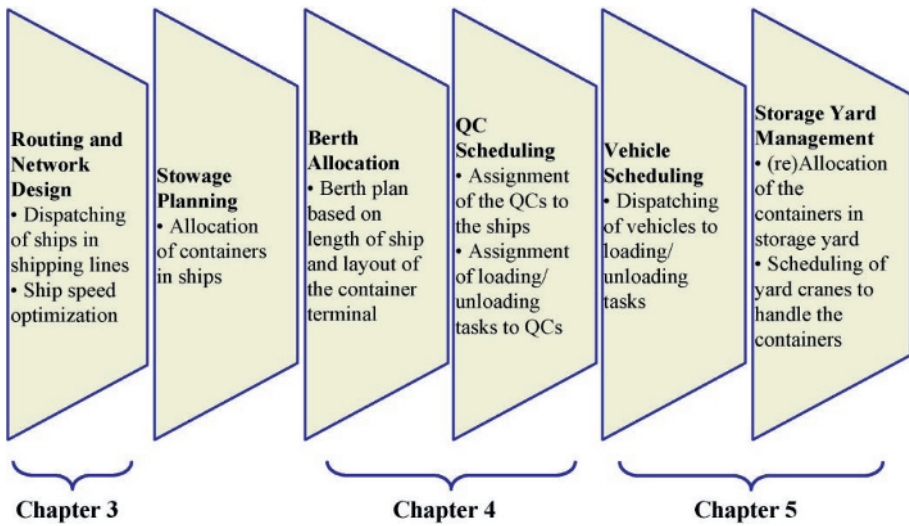 Routing and
Network
Design
• Dispatching
of ships in
shipping lines
• Ship speed
optimization
Stowage
Planning
• Allocation
of containers
in ships
Berth
Allocation
• Berth plan
based on
length of ship
and layout of
the container
terminal
QC
Scheduling
• Assignment
of the QCs to
the ships
• Assignment
of loading/
unloading
tasks to QCs
Vehicle
Scheduling
• Dispatching
of vehicles to
loading/
unloading
tasks
Storage Yard
Management
• (re)Allocation
of the
containers in
storage yard
• Scheduling of
yard cranes to
handle the
containers
Chapter 3
Chapter 4
Chapter 5